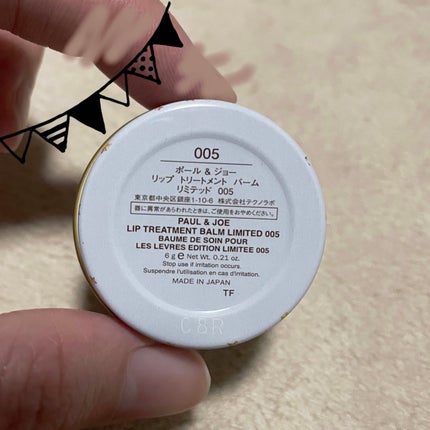 005
ポール & ジョー
リップ トリートメント バーム
リミテッド 005
東京都中央区銀座1-10-6 株式会社テクノラボ
唇に異常があらわれたときは、ご使用をおやめください。
PAUL & JOE
LIP TREATMENT BALM LIMITED 005
BAUME DE SOIN POUR
LES LEVRES EDITION LIMITEE 005
6 g ℮ Net Wt. 0.21 oz.
Stop use if irritation occurs.
Suspendre l'utilisation en cas d'irritation.
MADE IN JAPAN
TF
C8R